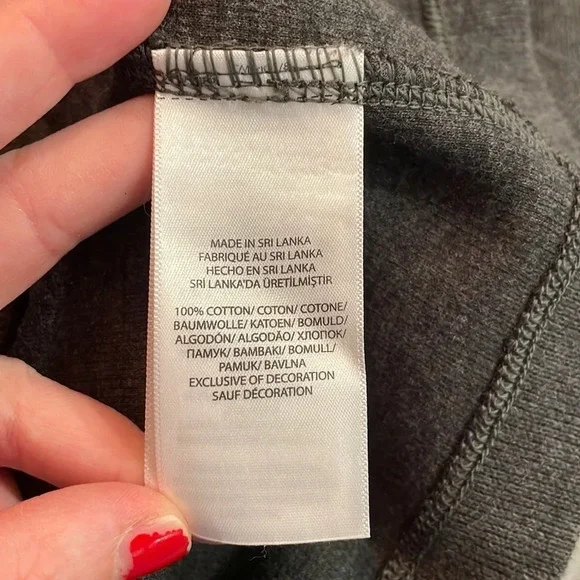 MADE IN SRI LANKA
FABRIQUÉ AU SRI LANKA
HECHO EN SRI LANKA
SRİ LANKA'DA ÜRETİLMİŞTİR
100% COTTON/ COTON/ COTONE/
BAUMWOLLE/ KATOEN/ BOMULD/
ALGODÓN/ ALGODÃO/ ХЛОПОК/
ПАМУК/ ΒΑΜΒΑΚΙ/ BOMULL/
PAMUK/ BAVLNA
EXCLUSIVE OF DECORATION
SAUF DÉCORATION